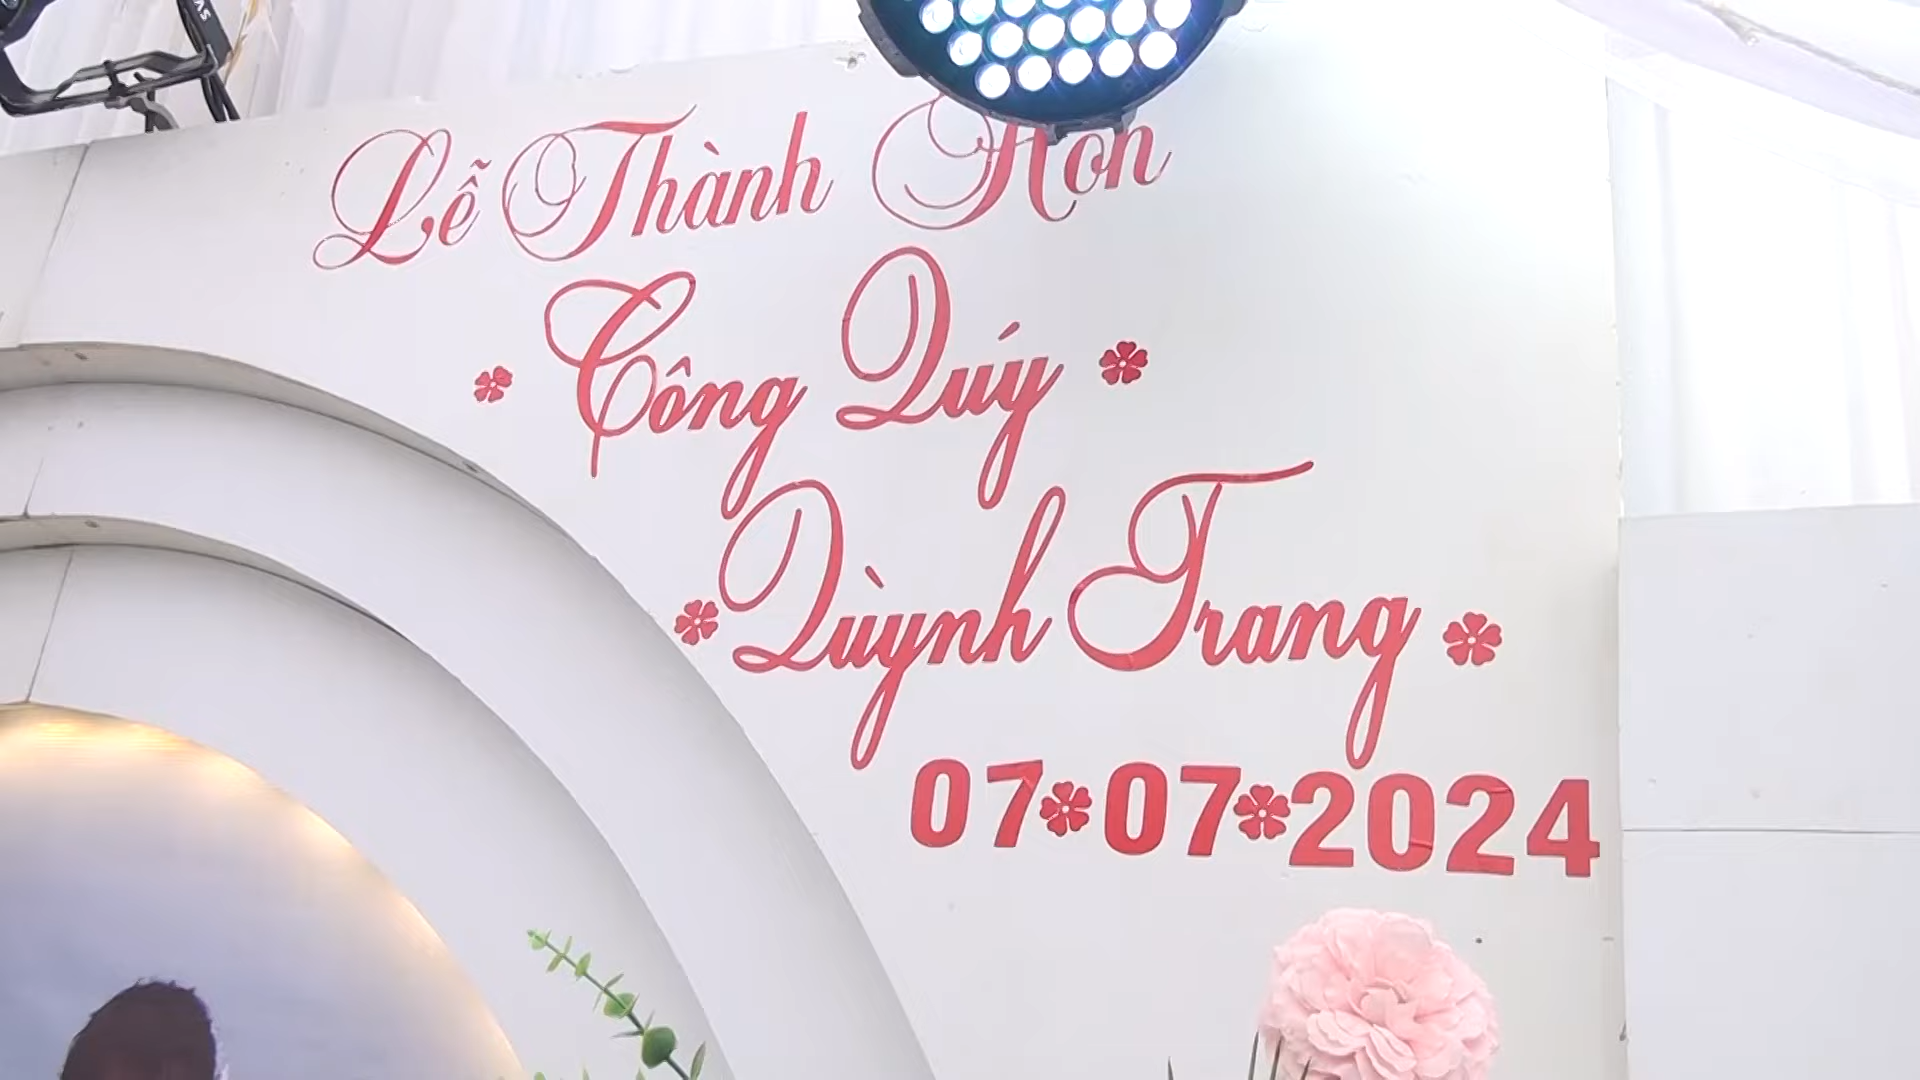 Lễ Thành Hôn
Công Quý
Quỳnh Trang
07 07 2024